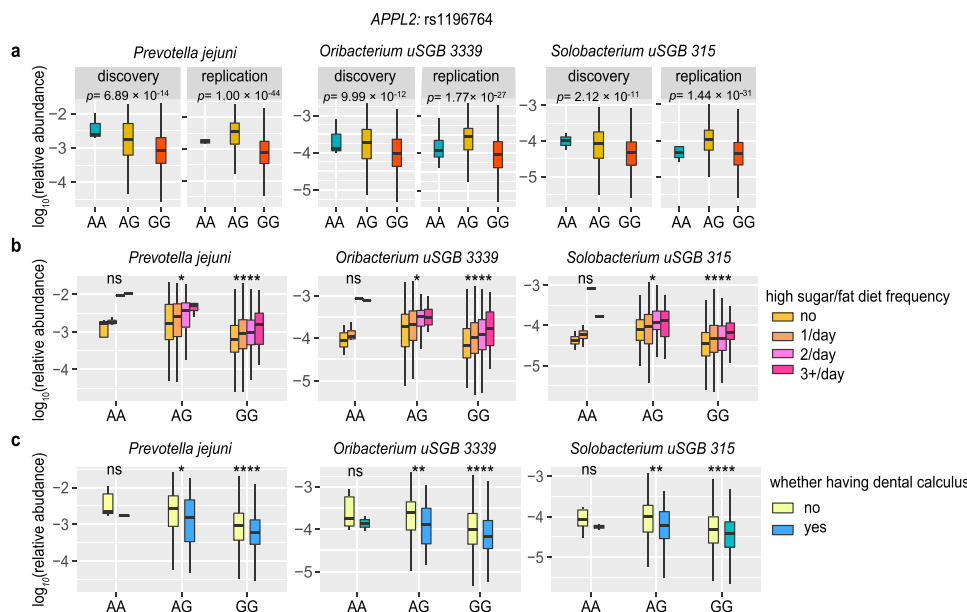 APPL2: rs1196764
a
Prevotella jejuni
Oribacterium uSGB 3339
Solobacterium uSGB 315
discovery
replication
discovery
replication
discovery
replication
p= 6.89 × 10-14
p= 1.00 × 10-44
p= 9.99 × 10-12
p= 1.77× 10-27
p= 2.12 × 10-11
p= 1.44 × 10-31
log10(relative abundance)
−2
−3
−4
−3
−4
−5
−3
−4
−5
AA AG GG
AA AG GG
AA AG GG
AA AG GG
AA AG GG
AA AG GG
b
Prevotella jejuni
Oribacterium uSGB 3339
Solobacterium uSGB 315
ns * ****
ns * ****
ns * ****
log10(relative abundance)
−2
−3
−4
−3
−4
−5
−3
−4
−5
AA AG GG
AA AG GG
AA AG GG
high sugar/fat diet frequency
no
1/day
2/day
3+/day
c
Prevotella jejuni
Oribacterium uSGB 3339
Solobacterium uSGB 315
ns * ****
ns ** ****
ns ** ****
log10(relative abundance)
−2
−3
−4
−3
−4
−5
−3
−4
−5
AA AG GG
AA AG GG
AA AG GG
whether having dental calculus
no
yes